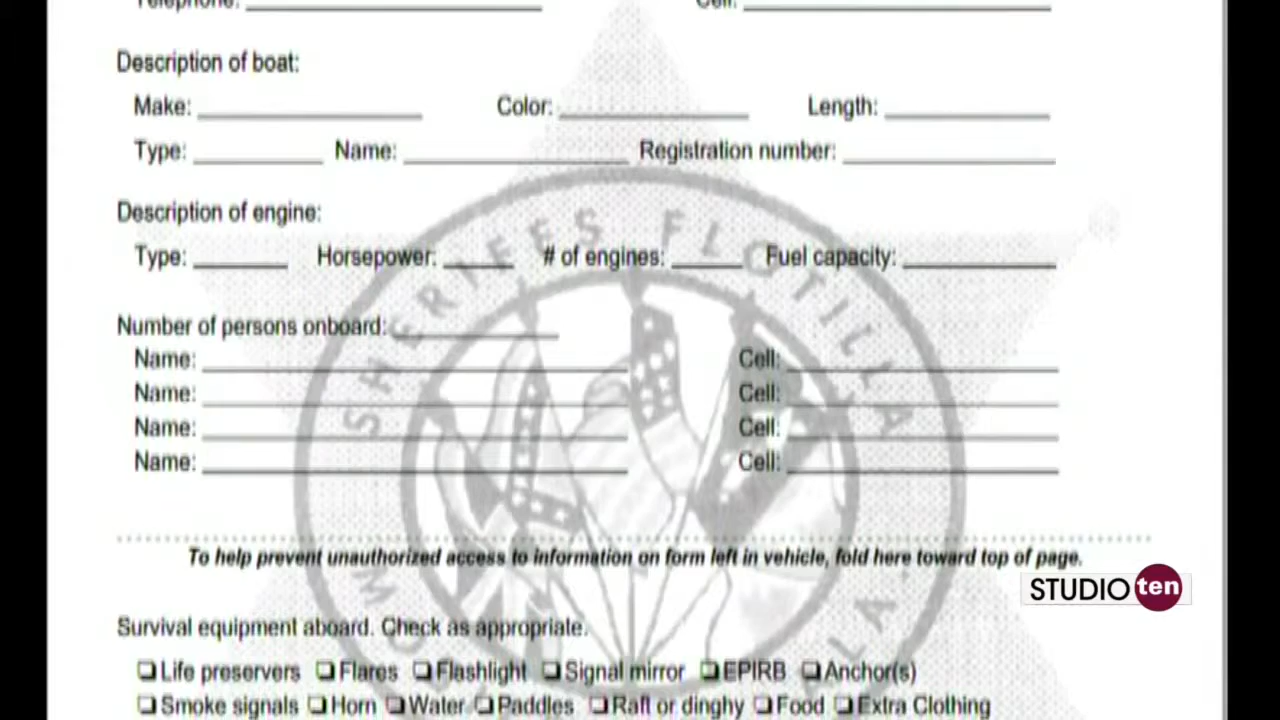 Telephone: Cell:
Description of boat:
Make: Color: Length:
Type: Name: Registration number:
Description of engine:
Type: Horsepower: # of engines: Fuel capacity:
SHERIFFS FLOTILLA
Number of persons onboard:
Name: Cell:
Name: Cell:
Name: Cell:
Name: Cell:
To help prevent unauthorized access to information on form left in vehicle, fold here toward top of page.
STUDIO ten
Survival equipment aboard. Check as appropriate.
❏Life preservers ❏Flares ❏Flashlight ❏Signal mirror ❏EPIRB ❏Anchor(s)
❏Smoke signals ❏Horn ❏Water ❏Paddles ❏Raft or dinghy ❏Food ❏Extra Clothing